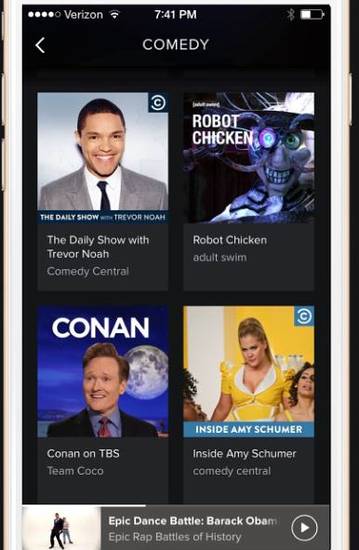 Verizon
7:41 PM
COMEDY
THE DAILY SHOW WITH TREVOR NOAH
[adult swim]
ROBOT
CHICKEN
The Daily Show with
Trevor Noah
Comedy Central
Robot Chicken
adult swim
CONAN
INSIDE AMY SCHUMER
Conan on TBS
Team Coco
Inside Amy Schumer
comedy central
Epic Dance Battle: Barack Obam
Epic Rap Battles of History